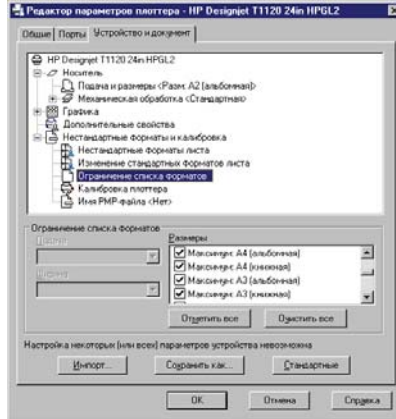 Редактор параметров плоттера - HP Designjet T1120 24in HPGL2
Общие Порты Устройство и документ
HP Designjet T1120 24in HPGL2
Носитель
Подача и размеры <Разм: A2 (альбомная)>
Механическая обработка <Стандартная>
Графика
Дополнительные свойства
Нестандартные форматы и калибровка
Нестандартные форматы листа
Изменение стандартных форматов листа
Ограничение списка форматов
Калибровка плоттера
Имя PMP-файла <Нет>
Ограничение списка форматов
Подача:
Размеры
Ширина:
Максимум: A4 (альбомная)
Максимум: A4 (книжная)
Максимум: A3 (альбомная)
Максимум: A3 (книжная)
Отметить все Очистить все
Настройка некоторых (или всех) параметров устройства невозможна
Импорт... Сохранить как... Стандартные
OK Отмена Справка